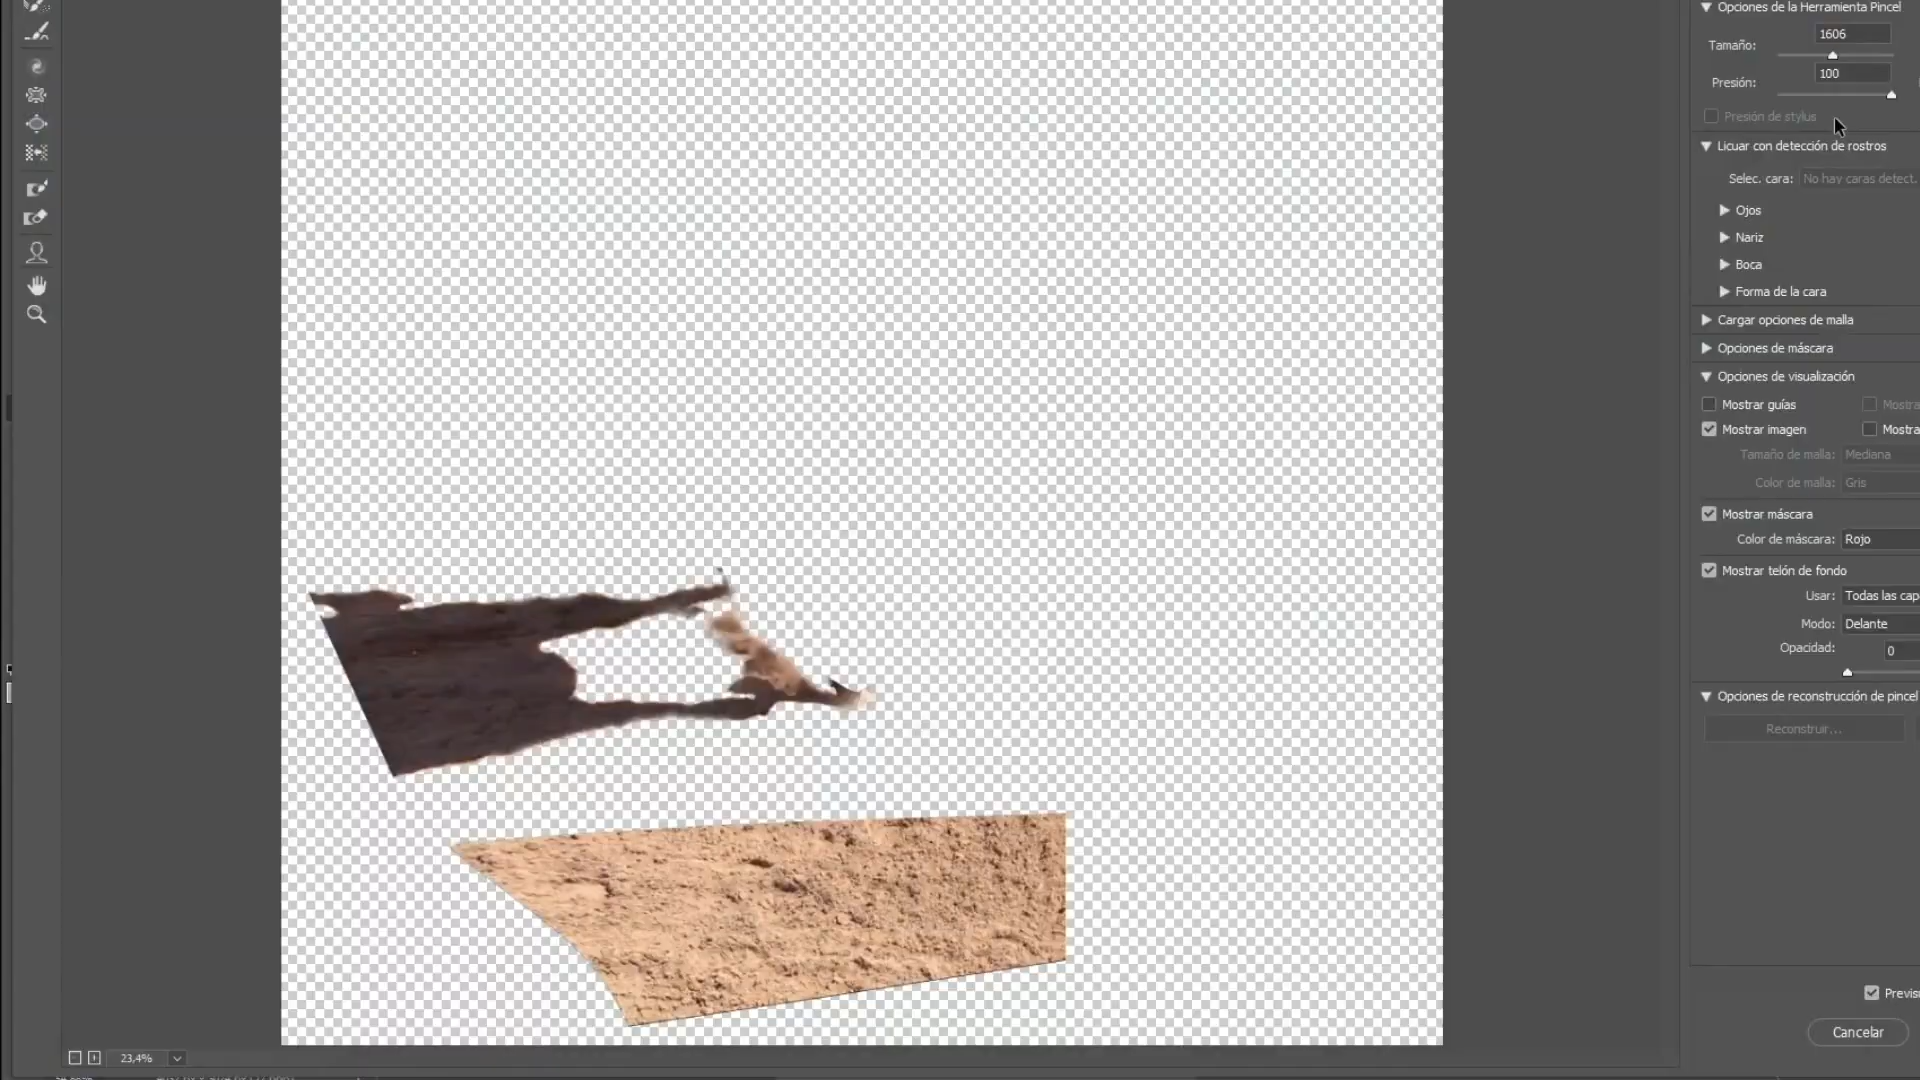 Opciones de la Herramienta Pincel
Tamaño: 1606
Presión: 100
Presión de stylus
Licuar con detección de rostros
Selec. cara: No hay caras detect.
Ojos
Nariz
Boca
Forma de la cara
Cargar opciones de malla
Opciones de máscara
Opciones de visualización
Mostrar guías Mostra
Mostrar imagen Mostra
Tamaño de malla: Mediana
Color de malla: Gris
Mostrar máscara
Color de máscara: Rojo
Mostrar telón de fondo
Usar: Todas las cap
Modo: Delante
Opacidad: 0
Opciones de reconstrucción de pincel
Reconstruir...
Previs
Cancelar
23,4%